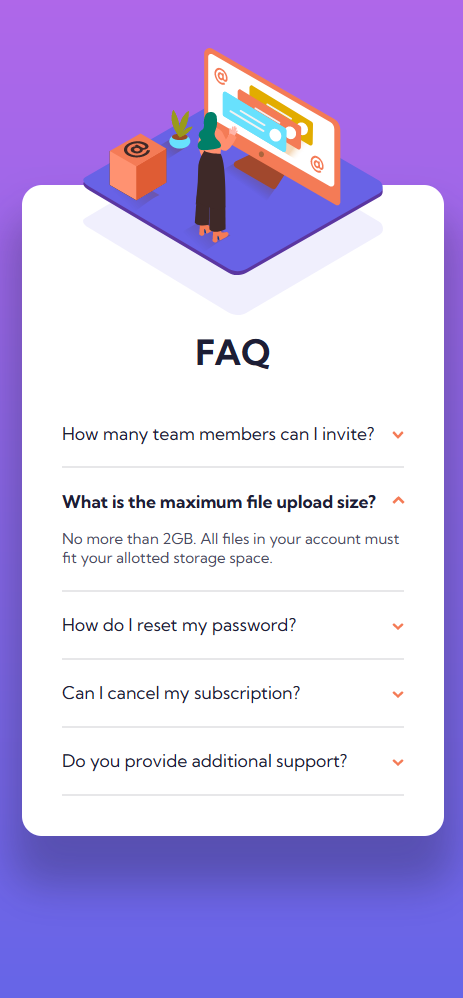 FAQ
How many team members can I invite?
What is the maximum file upload size?
No more than 2GB. All files in your account must
fit your allotted storage space.
How do I reset my password?
Can I cancel my subscription?
Do you provide additional support?